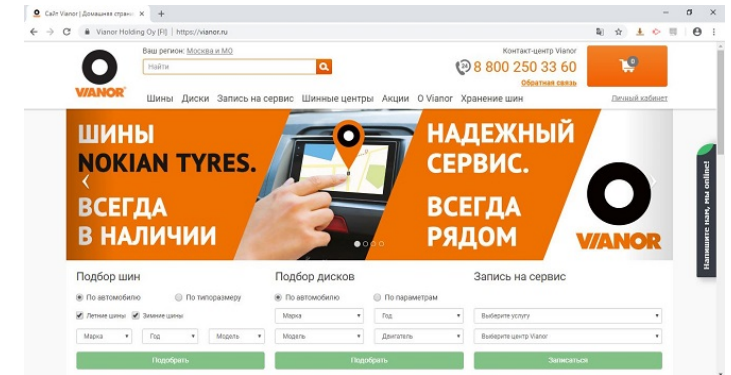 Сайт Vianor | Домашняя страни
Vianor Holding Oy [FI] | https://vianor.ru
Ваш регион: Москва и МО
Найти
Контакт-центр Vianor
24
8 800 250 33 60
Обратная связь
0
VIANOR
Шины Диски Запись на сервис Шинные центры Акции О Vianor Хранение шин
Личный кабинет
ШИНЫ
NOKIAN TYRES.
ВСЕГДА
В НАЛИЧИИ
НАДЕЖНЫЙ
СЕРВИС.
ВСЕГДА
РЯДОМ
VIANOR
Напишите нам, мы online!
Подбор шин
По автомобилю По типоразмеру
Летние шины Зимние шины
Марка Год Модель
Подобрать
Подбор дисков
По автомобилю По параметрам
Марка Год
Модель Двигатель
Подобрать
Запись на сервис
Выберите услугу
Выберите центр Vianor
Записаться